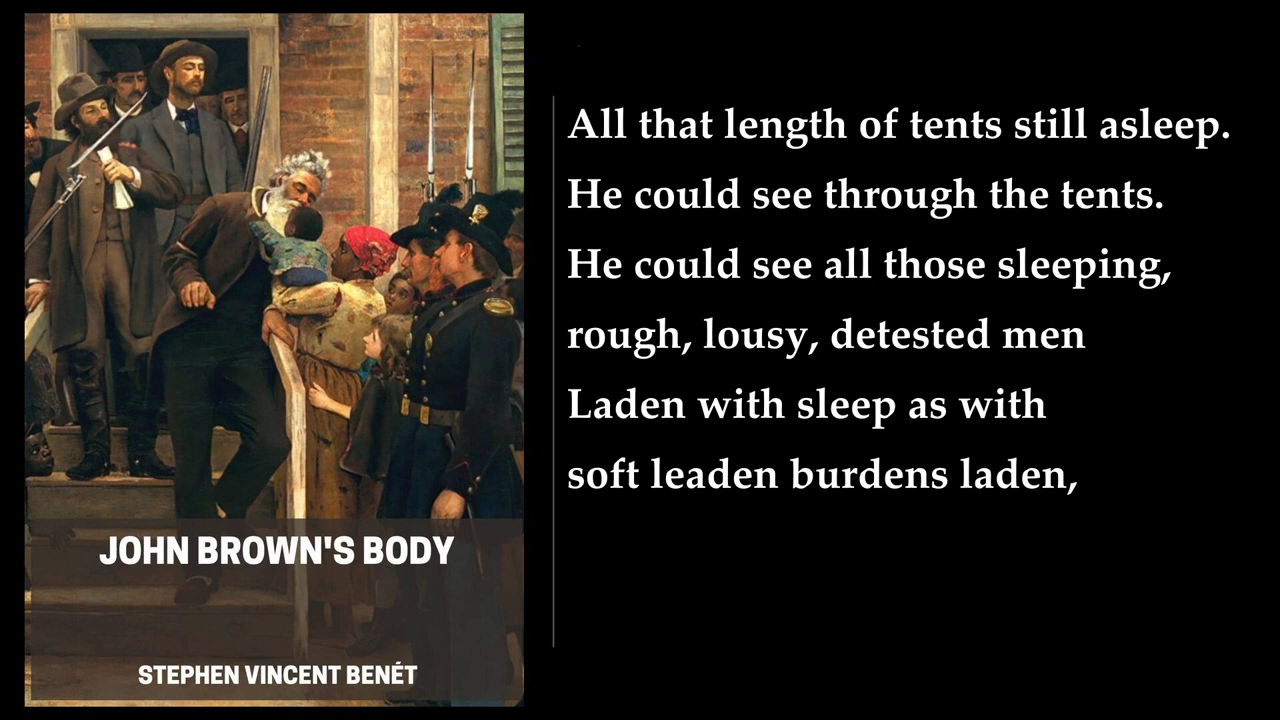 JOHN BROWN'S BODY
STEPHEN VINCENT BENÉT
All that length of tents still asleep.
He could see through the tents.
He could see all those sleeping,
rough, lousy, detested men
Laden with sleep as with
soft leaden burdens laden,